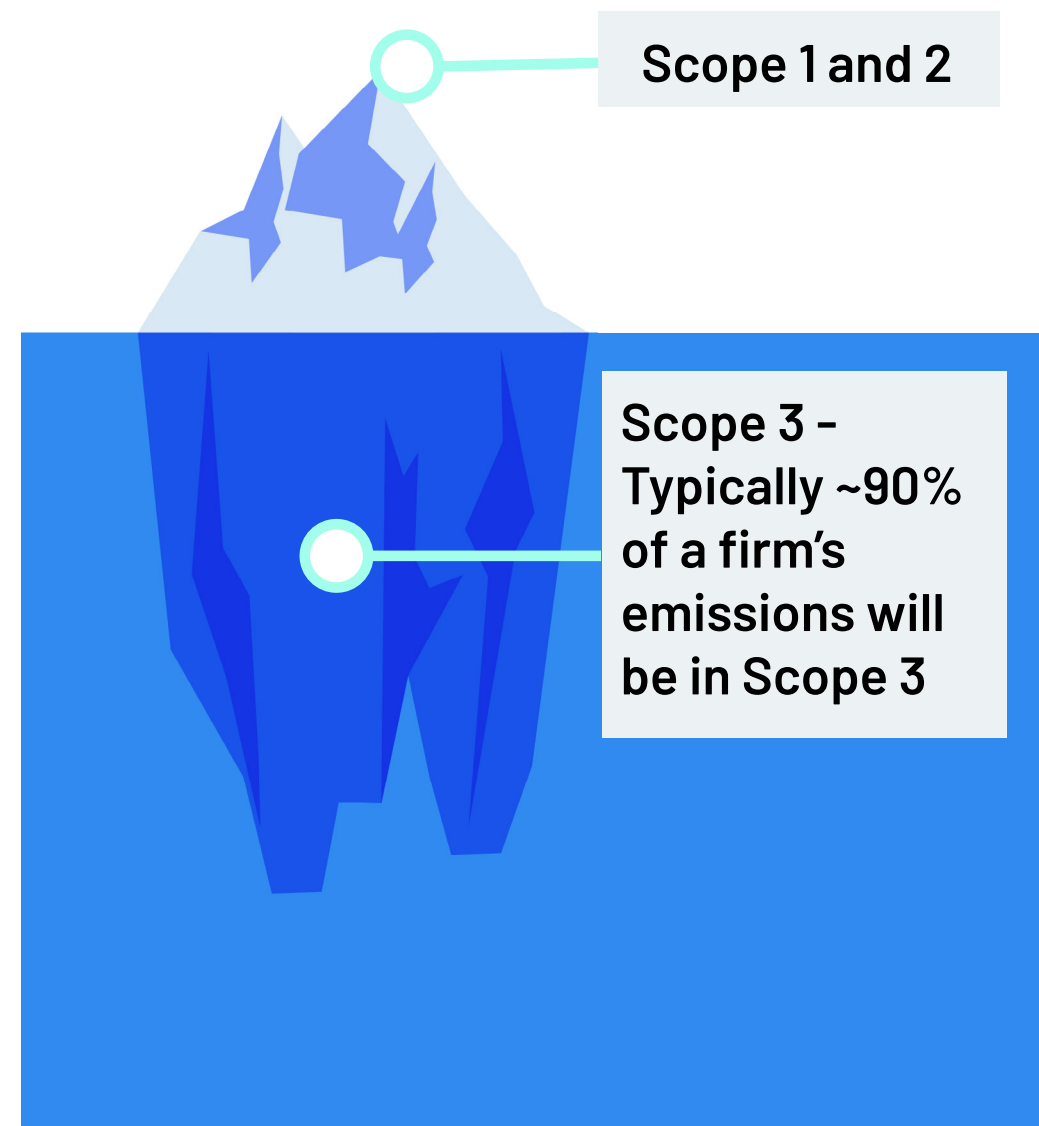 Scope 1 and 2
Scope 3 -
Typically ~90%
of a firm’s
emissions will
be in Scope 3